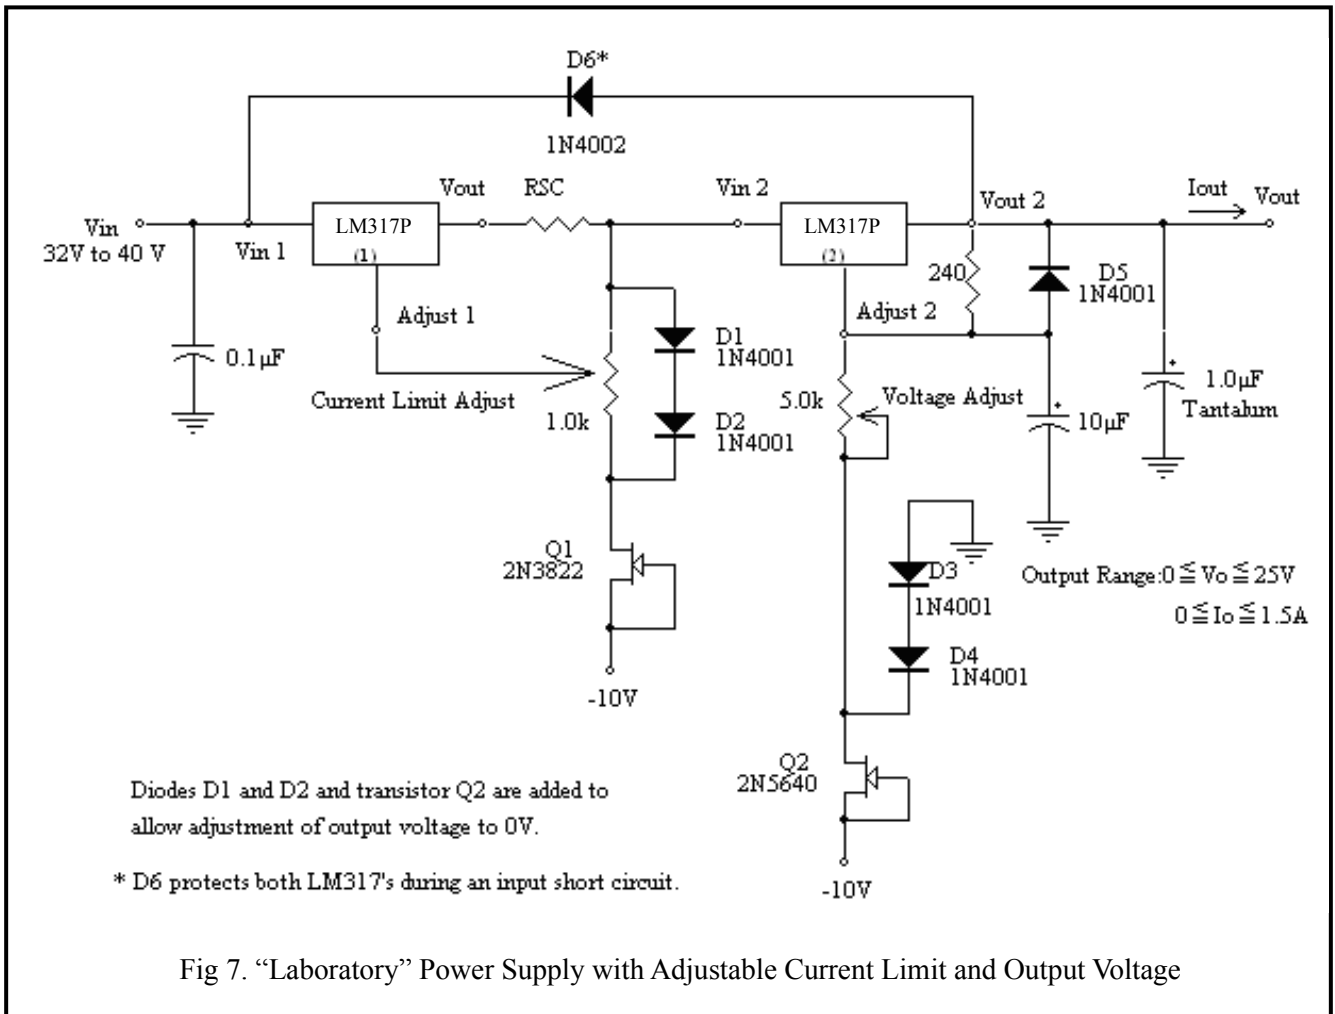 D6*
1N4002
Vout
RSC
Vin 2
Vout 2
Iout
Vout
Vin
32V to 40 V
Vin 1
LM317P
(1)
LM317P
(2)
240
D5
1N4001
Adjust 1
Adjust 2
0.1µF
D1
1N4001
Current Limit Adjust
1.0k
D2
1N4001
5.0k
Voltage Adjust
+
10µF
+
1.0µF
Tantalum
Q1
2N3822
D3
1N4001
Output Range:0≦Vo≦25V
0≦Io≦1.5A
D4
1N4001
-10V
Q2
2N5640
Diodes D1 and D2 and transistor Q2 are added to
allow adjustment of output voltage to 0V.
* D6 protects both LM317's during an input short circuit.
-10V
Fig 7. “Laboratory” Power Supply with Adjustable Current Limit and Output Voltage